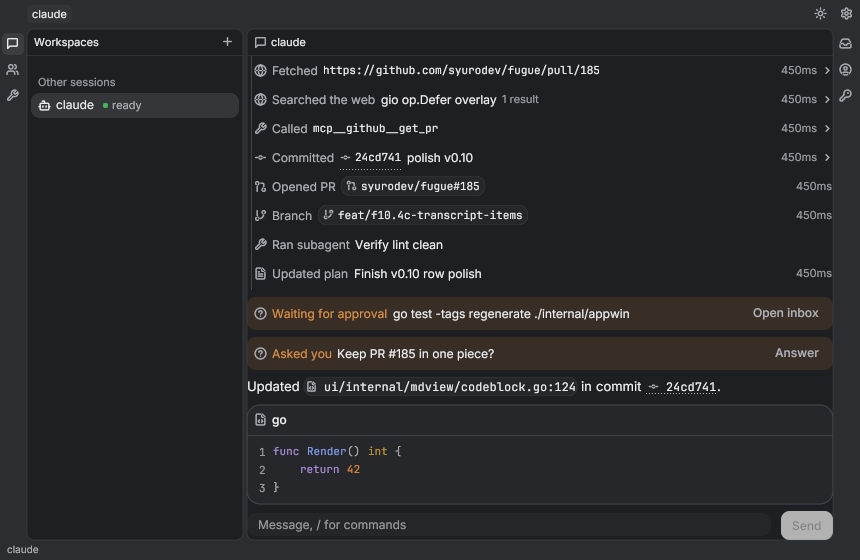 claude
Workspaces +
claude
Other sessions
claude ready
Fetched https://github.com/syurodev/fugue/pull/185 450ms
Searched the web gio op.Defer overlay 1 result 450ms
Called mcp__github__get_pr 450ms
Committed 24cd741 polish v0.10 450ms
Opened PR syurodev/fugue#185 450ms
Branch feat/f10.4c-transcript-items 450ms
Ran subagent Verify lint clean
Updated plan Finish v0.10 row polish 450ms
Waiting for approval go test -tags regenerate ./internal/appwin Open inbox
Asked you Keep PR #185 in one piece? Answer
Updated ui/internal/mdview/codeblock.go:124 in commit 24cd741.
go
1 func Render() int {
2     return 42
3 }
Message, / for commands Send
claude